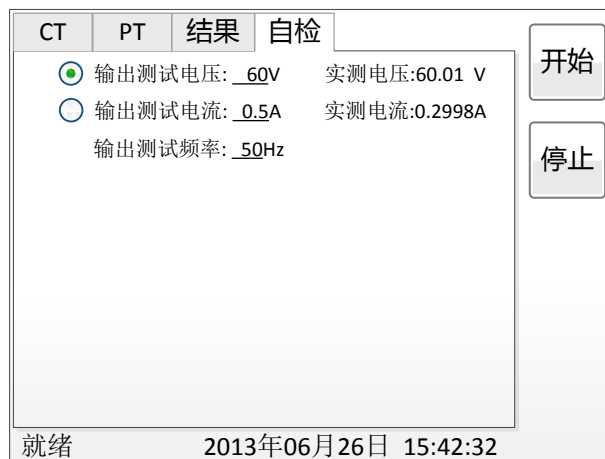 CT PT 结果 自检
输出测试电压: 60V 实测电压:60.01 V
输出测试电流: 0.5A 实测电流:0.2998A
输出测试频率: 50Hz
开始
停止
就绪 2013年06月26日 15:42:32